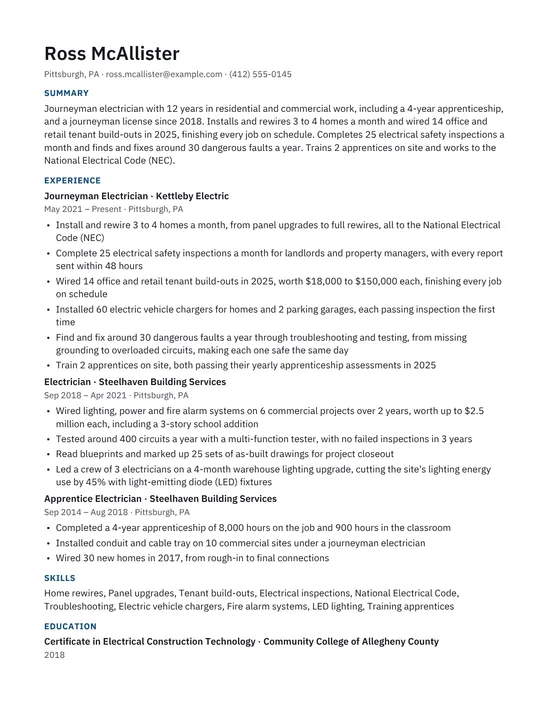 Ross McAllister
Pittsburgh, PA · ross.mcallister@example.com · (412) 555-0145
SUMMARY
Journeyman electrician with 12 years in residential and commercial work, including a 4-year apprenticeship,
and a journeyman license since 2018. Installs and rewires 3 to 4 homes a month and wired 14 office and
retail tenant build-outs in 2025, finishing every job on schedule. Completes 25 electrical safety inspections a
month and finds and fixes around 30 dangerous faults a year. Trains 2 apprentices on site and works to the
National Electrical Code (NEC).
EXPERIENCE
Journeyman Electrician · Kettleby Electric
May 2021 – Present · Pittsburgh, PA
• Install and rewire 3 to 4 homes a month, from panel upgrades to full rewires, all to the National Electrical
Code (NEC)
• Complete 25 electrical safety inspections a month for landlords and property managers, with every report
sent within 48 hours
• Wired 14 office and retail tenant build-outs in 2025, worth $18,000 to $150,000 each, finishing every job
on schedule
• Installed 60 electric vehicle chargers for homes and 2 parking garages, each passing inspection the first
time
• Find and fix around 30 dangerous faults a year through troubleshooting and testing, from missing
grounding to overloaded circuits, making each one safe the same day
• Train 2 apprentices on site, both passing their yearly apprenticeship assessments in 2025
Electrician · Steelhaven Building Services
Sep 2018 – Apr 2021 · Pittsburgh, PA
• Wired lighting, power and fire alarm systems on 6 commercial projects over 2 years, worth up to $2.5
million each, including a 3-story school addition
• Tested around 400 circuits a year with a multi-function tester, with no failed inspections in 3 years
• Read blueprints and marked up 25 sets of as-built drawings for project closeout
• Led a crew of 3 electricians on a 4-month warehouse lighting upgrade, cutting the site's lighting energy
use by 45% with light-emitting diode (LED) fixtures
Apprentice Electrician · Steelhaven Building Services
Sep 2014 – Aug 2018 · Pittsburgh, PA
• Completed a 4-year apprenticeship of 8,000 hours on the job and 900 hours in the classroom
• Installed conduit and cable tray on 10 commercial sites under a journeyman electrician
• Wired 30 new homes in 2017, from rough-in to final connections
SKILLS
Home rewires, Panel upgrades, Tenant build-outs, Electrical inspections, National Electrical Code,
Troubleshooting, Electric vehicle chargers, Fire alarm systems, LED lighting, Training apprentices
EDUCATION
Certificate in Electrical Construction Technology · Community College of Allegheny County
2018